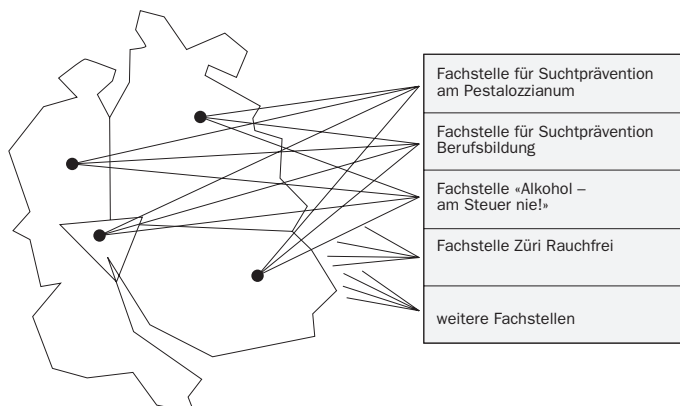 Fachstelle für Suchtprävention
am Pestalozzianum
Fachstelle für Suchtprävention
Berufsbildung
Fachstelle «Alkohol –
am Steuer nie!»
Fachstelle Züri Rauchfrei
weitere Fachstellen